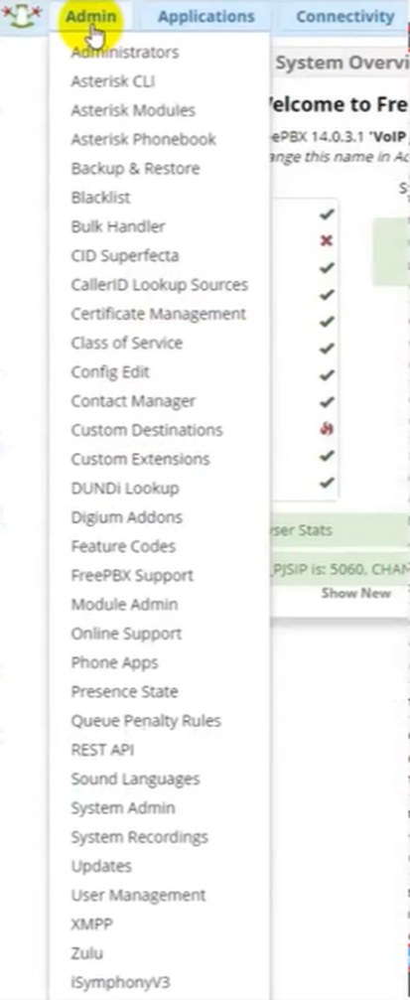 Admin Applications Connectivity
Administrators
System Overvi
Asterisk CLI
elcome to Fre
Asterisk Modules
ePBX 14.0.3.1 'VoIP
Asterisk Phonebook
ange this name in Ad
Backup & Restore
Blacklist
Bulk Handler
CID Superfecta
CallerID Lookup Sources
Certificate Management
Class of Service
Config Edit
Contact Manager
Custom Destinations
Custom Extensions
DUNDi Lookup
Digium Addons
ser Stats
Feature Codes
FreePBX Support
PJSIP is: 5060, CHAN
Show New
Module Admin
Online Support
Phone Apps
Presence State
Queue Penalty Rules
REST API
Sound Languages
System Admin
System Recordings
Updates
User Management
XMPP
Zulu
iSymphonyV3